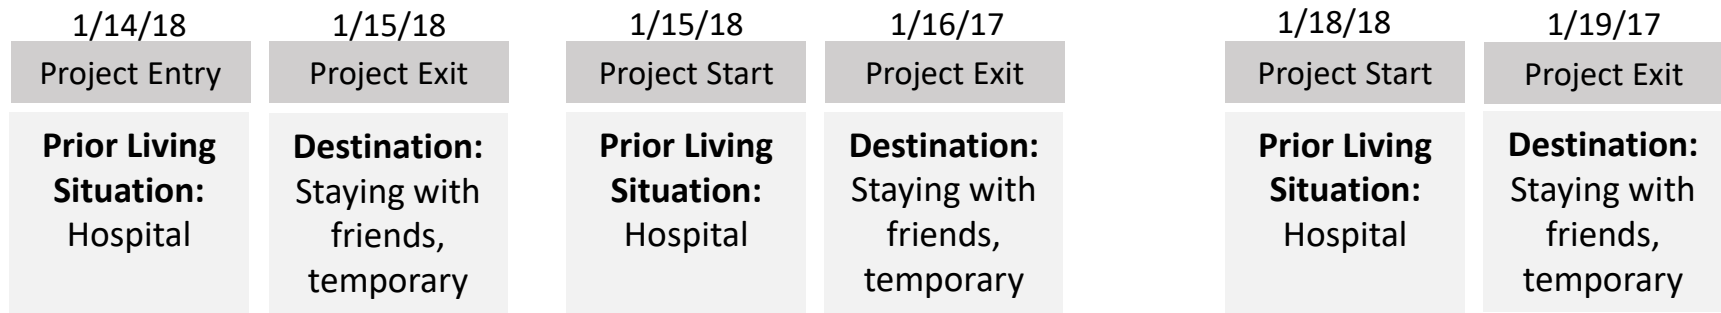 1/14/18
Project Entry
Prior Living
Situation:
Hospital
1/15/18
Project Exit
Destination:
Staying with
friends,
temporary
1/15/18
Project Start
Prior Living
Situation:
Hospital
1/16/17
Project Exit
Destination:
Staying with
friends,
temporary
1/18/18
Project Start
Prior Living
Situation:
Hospital
1/19/17
Project Exit
Destination:
Staying with
friends,
temporary